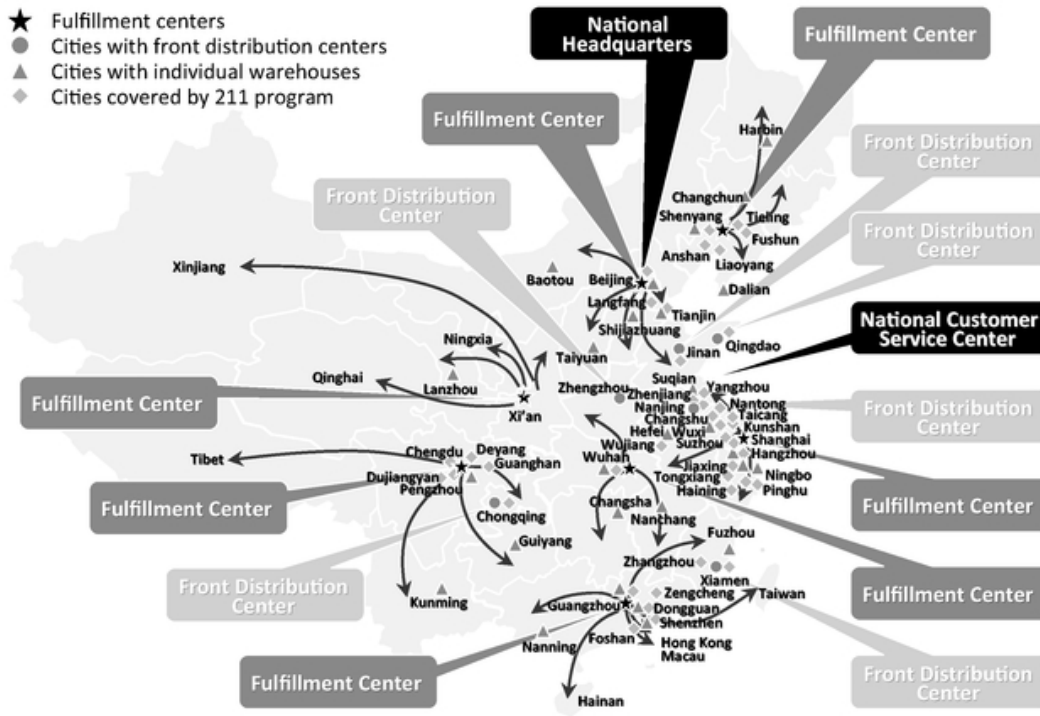 Fulfillment centers
Cities with front distribution centers
Cities with individual warehouses
Cities covered by 211 program
National
Headquarters
Fulfillment Center
Fulfillment Center
Front Distribution
Center
Front Distribution
Center
Front Distribution
Center
National Customer
Service Center
Front Distribution
Center
Fulfillment Center
Fulfillment Center
Fulfillment Center
Fulfillment Center
Front Distribution
Center
Fulfillment Center
Front Distribution
Center
Harbin
Changchun
Shenyang
Tieling
Fushun
Anshan
Liaoyang
Dalian
Xinjiang
Baotou
Beijing
Langfang
Tianjin
Shijiazhuang
Ningxia
Taiyuan
Jinan
Qingdao
Qinghai
Lanzhou
Xi'an
Zhengzhou
Suqian
Yangzhou
Zhenjiang
Nanjing
Nantong
Changshu
Taicang
Hefei
Wuxi
Kunshan
Wujiang
Suzhou
Shanghai
Hangzhou
Wuhan
Jiaxing
Tongxiang
Ningbo
Haining
Pinghu
Tibet
Chengdu
Deyang
Guanghan
Dujiangyan
Pengzhou
Chongqing
Changsha
Nanchang
Guiyang
Fuzhou
Zhangzhou
Xiamen
Kunming
Guangzhou
Zengcheng
Taiwan
Dongguan
Shenzhen
Nanning
Foshan
Hong Kong
Macau
Hainan